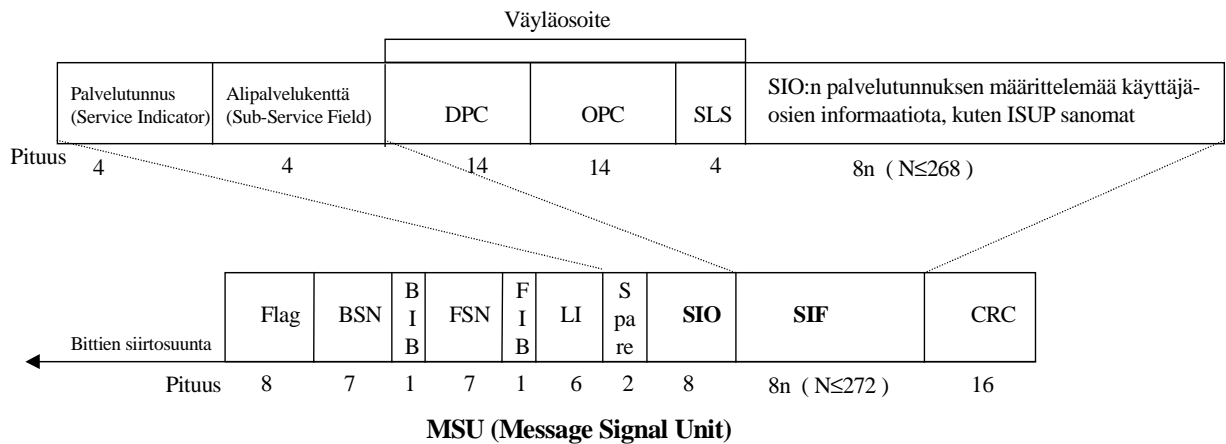 Väyläosoite
Palvelutunnus
(Service Indicator)
Alipalvelukenttä
(Sub-Service Field)
DPC
OPC
SLS
SIO:n palvelutunnuksen määrittelemää käyttäjä-
osien informaatiota, kuten ISUP sanomat
Pituus
4
4
14
14
4
8n ( N≤268 )
Flag
BSN
B
I
B
FSN
F
I
B
LI
S
pa
re
SIO
SIF
CRC
Bittien siirtosuunta
Pituus
8
7
1
7
1
6
2
8
8n ( N≤272 )
16
MSU (Message Signal Unit)